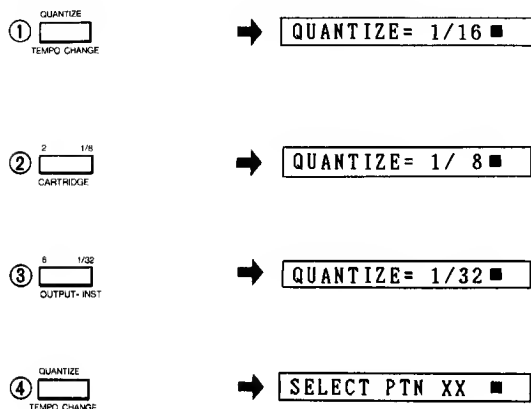 QUANTIZE
① TEMPO CHANGE
QUANTIZE= 1/16
2 1/8
② CARTRIDGE
QUANTIZE= 1/ 8
6 1/32
③ OUTPUT-INST
QUANTIZE= 1/32
QUANTIZE
④ TEMPO CHANGE
SELECT PTN XX